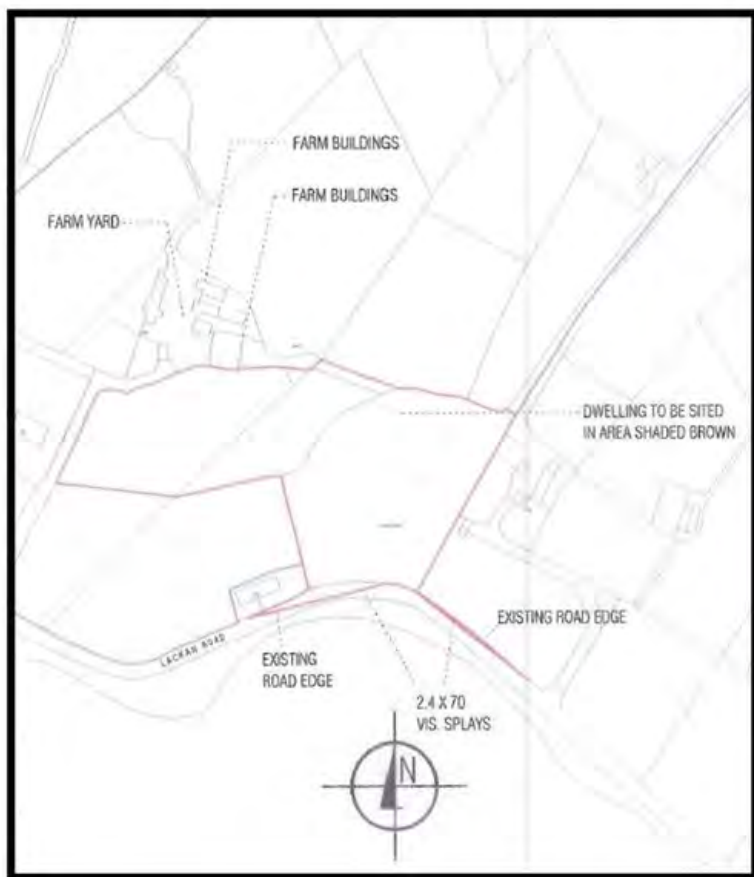 FARM BUILDINGS
FARM BUILDINGS
FARM YARD
DWELLING TO BE SITED
IN AREA SHADED BROWN
EXISTING ROAD EDGE
LACKAN ROAD
EXISTING
ROAD EDGE
2.4 X 70
VIS. SPLAYS
N